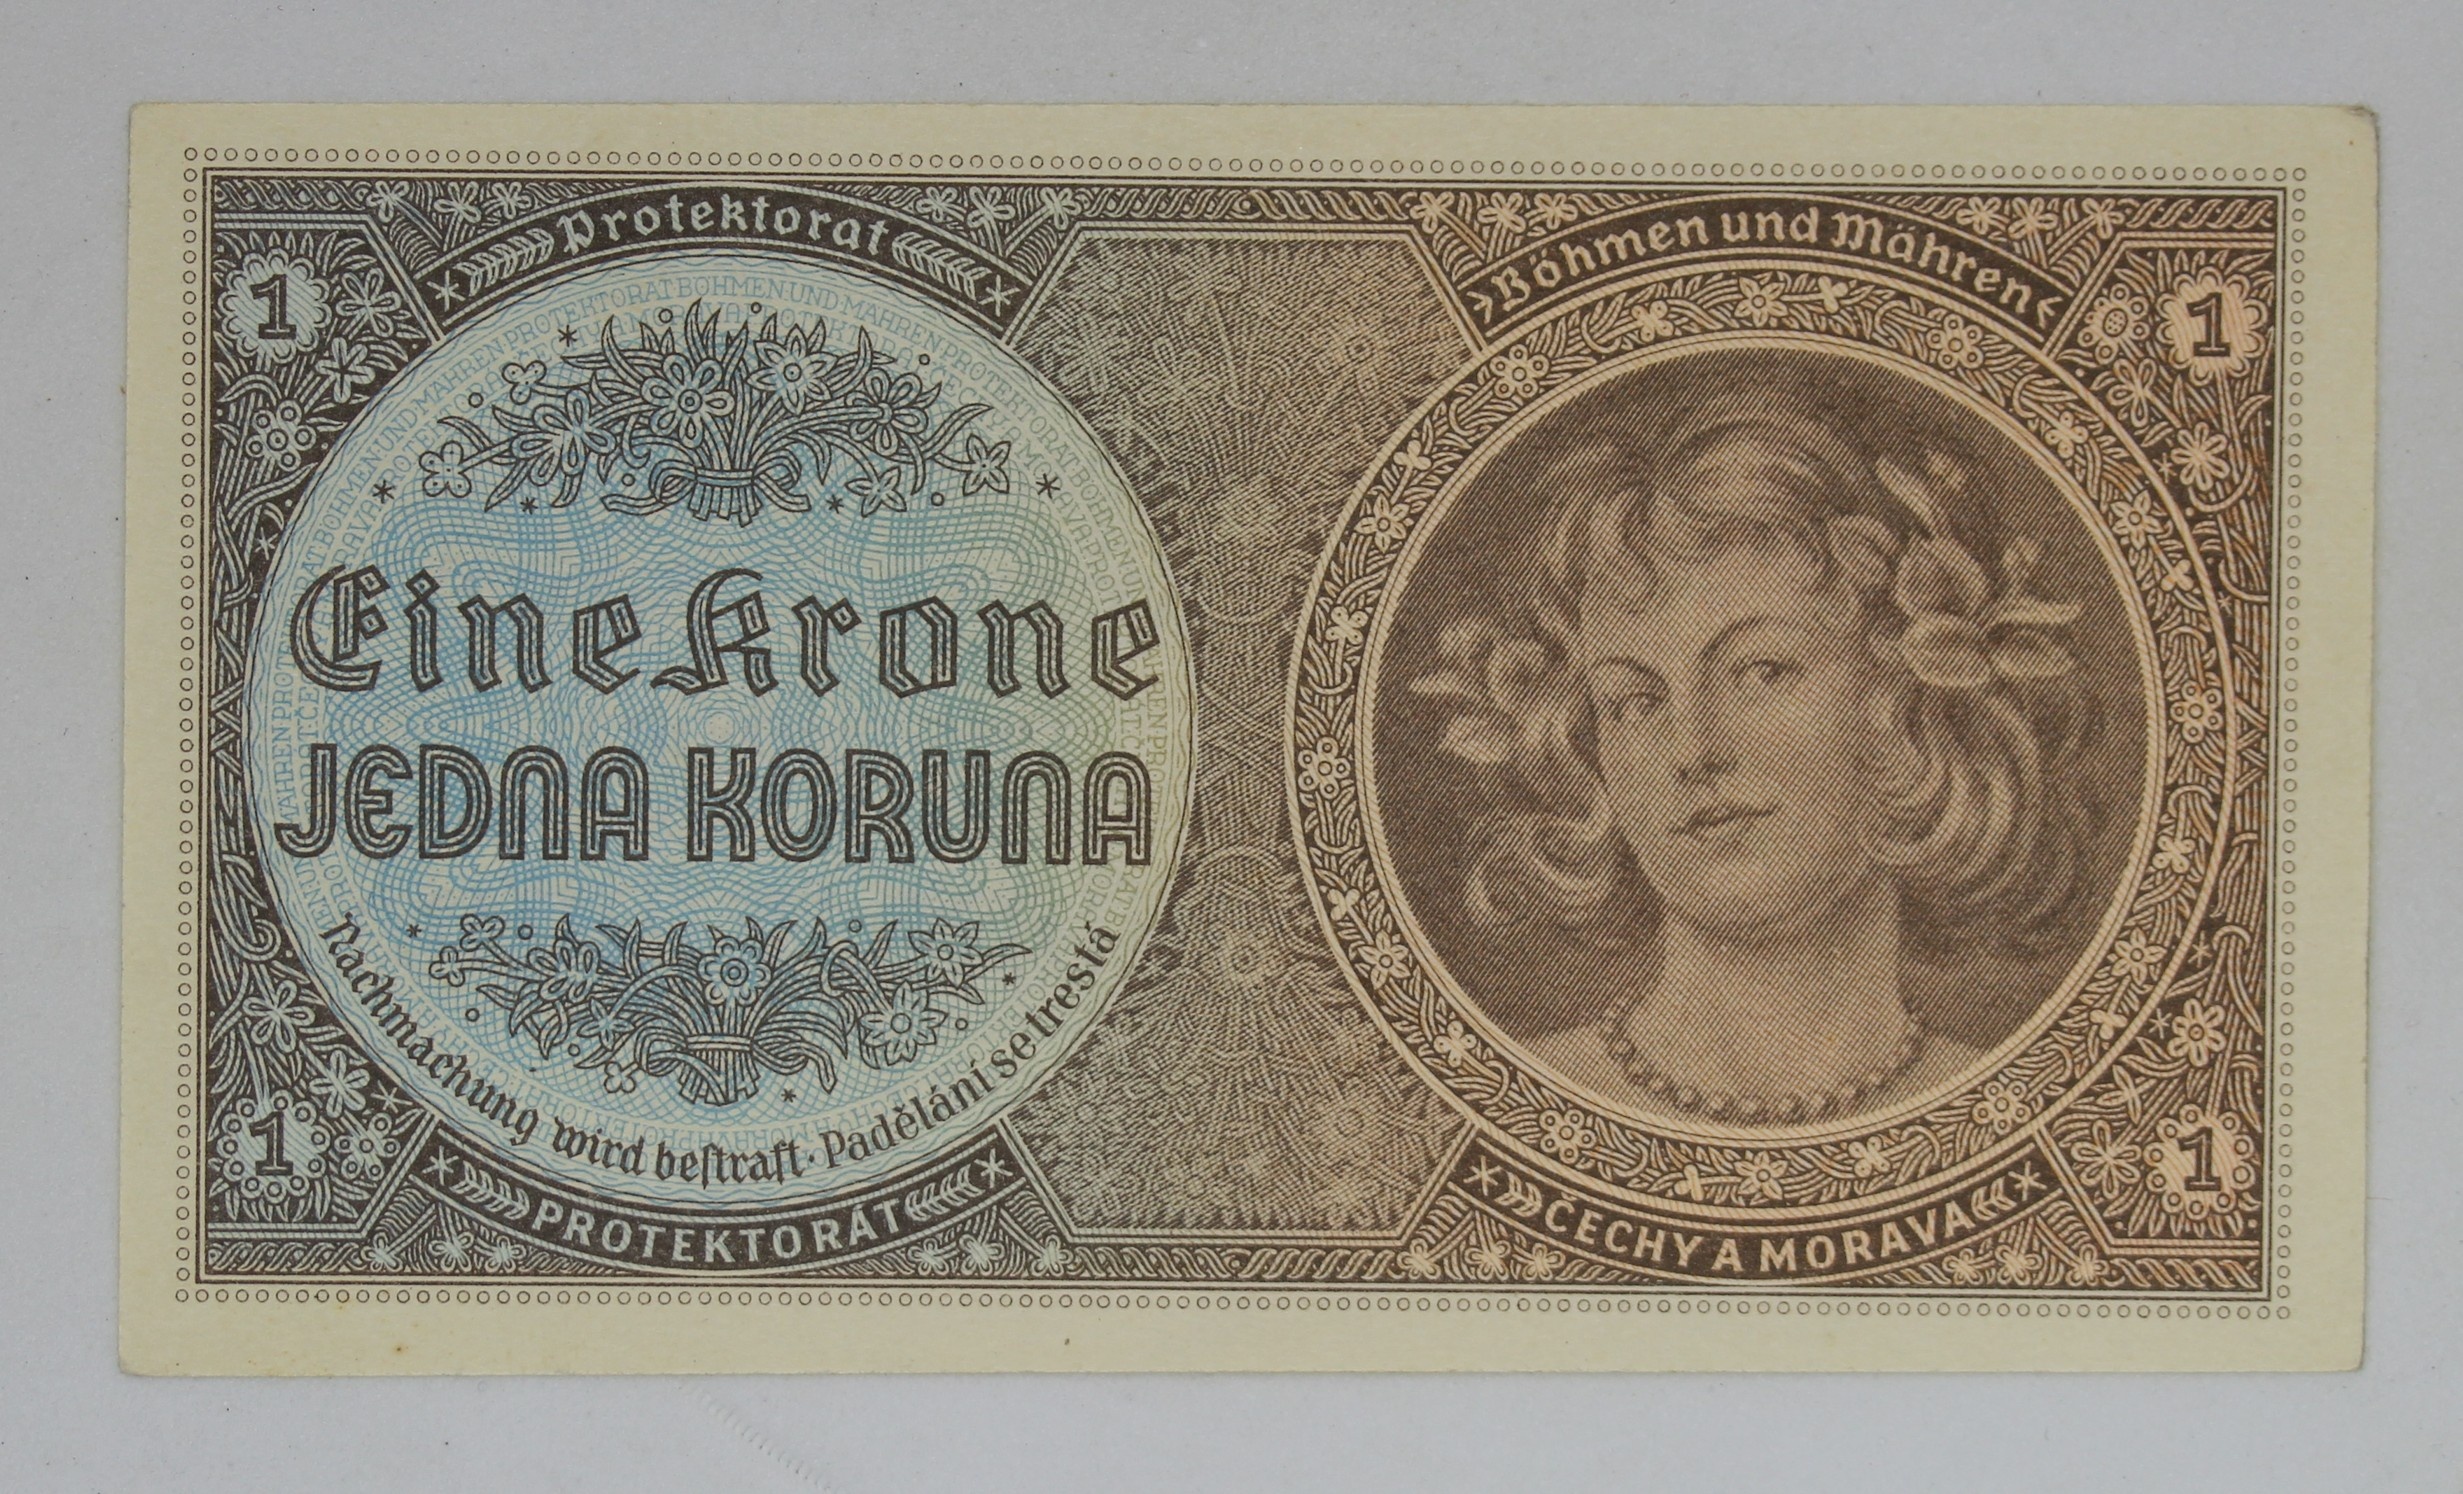 Protektorat
Böhmen und Mähren
1
1
Eine Krone
JEDNA KORUNA
Nachmachung wird bestraft · Padělání se trestá
1
1
PROTEKTORÁT
ČECHY A MORAVA